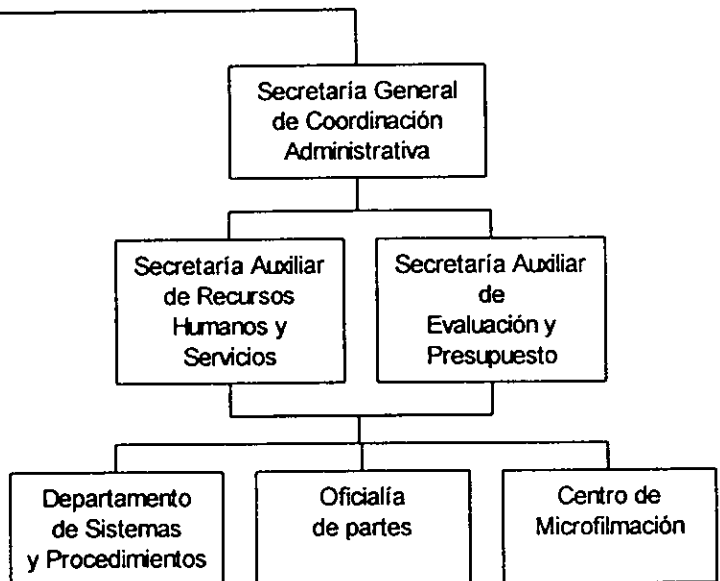 Secretaría General
de Coordinación
Administrativa
Secretaría Auxiliar
de Recursos
Humanos y
Servicios
Secretaría Auxiliar
de
Evaluación y
Presupuesto
Departamento
de Sistemas
y Procedimientos
Oficialía
de partes
Centro de
Microfilmación